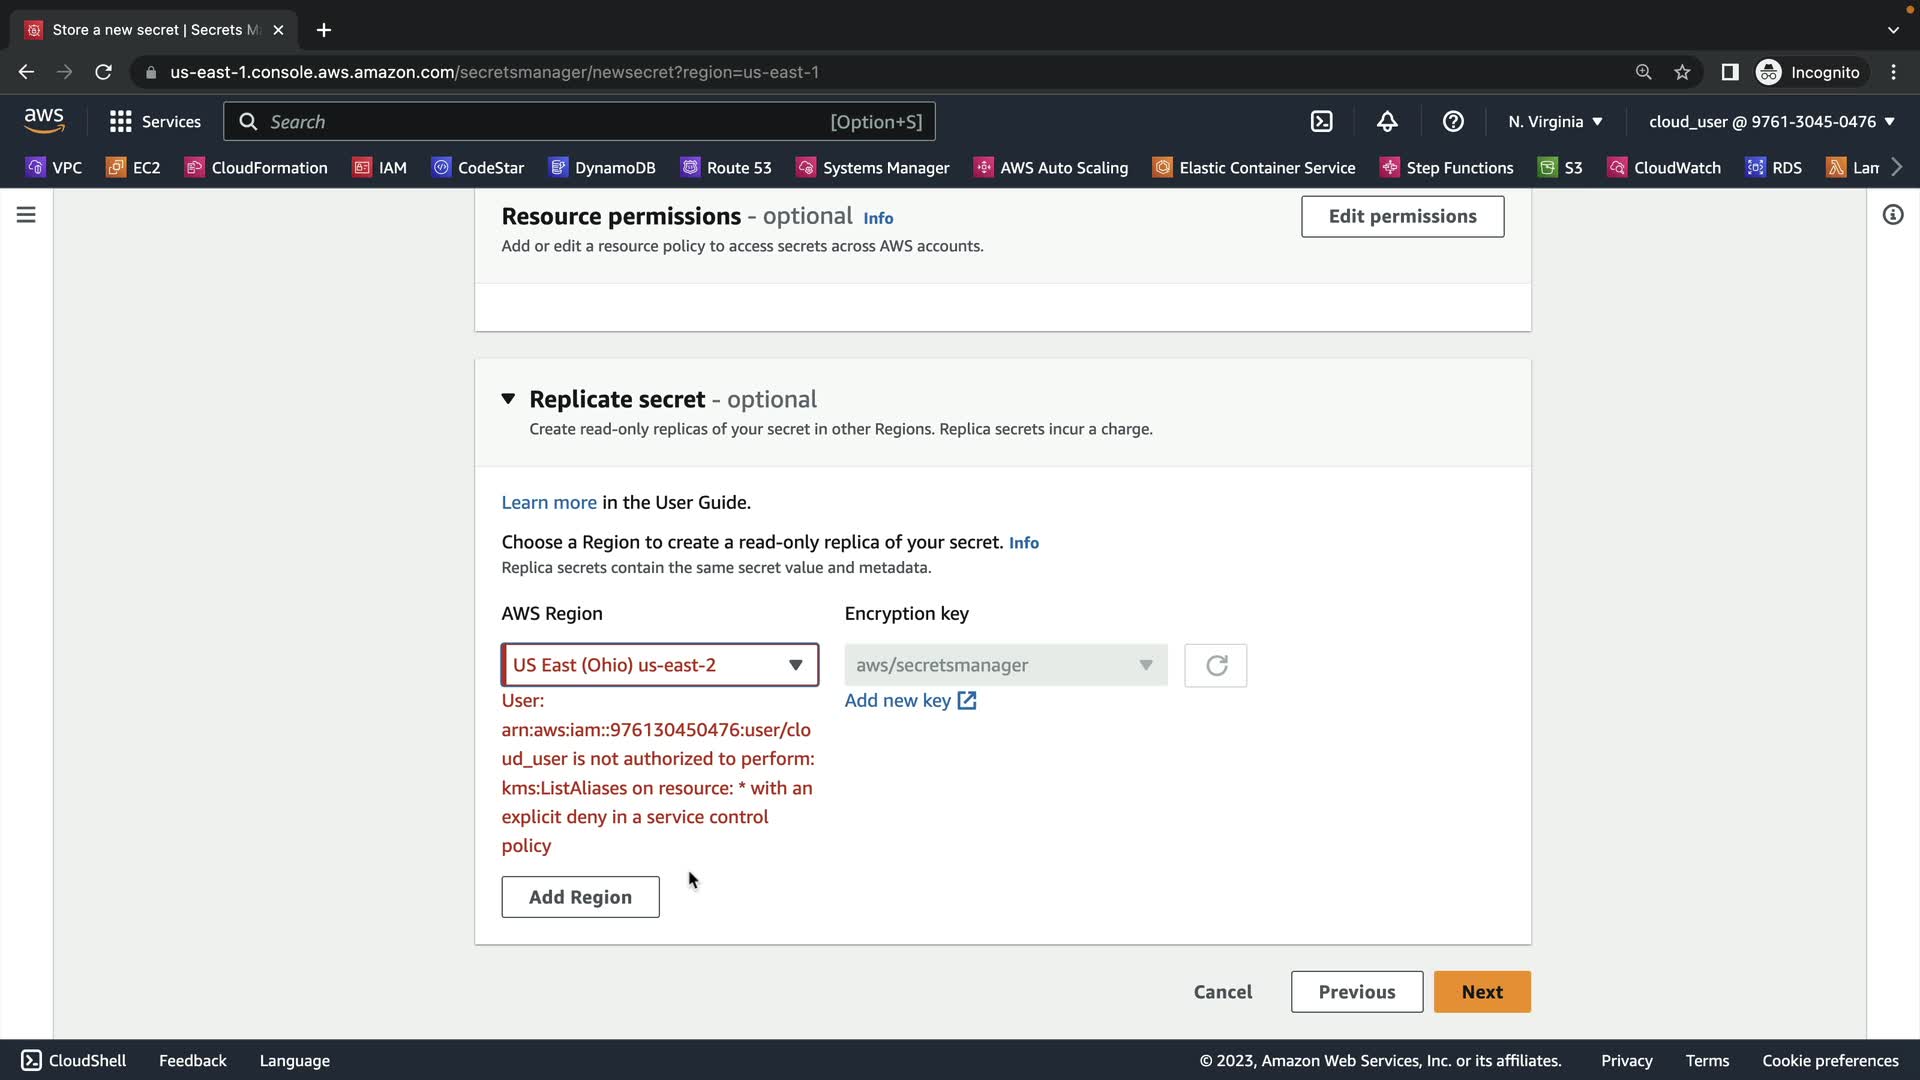 Store a new secret | Secrets M
us-east-1.console.aws.amazon.com/secretsmanager/newsecret?region=us-east-1
Incognito
aws
Services
Search
[Option+S]
N. Virginia
cloud_user @ 9761-3045-0476
VPC
EC2
CloudFormation
IAM
CodeStar
DynamoDB
Route 53
Systems Manager
AWS Auto Scaling
Elastic Container Service
Step Functions
S3
CloudWatch
RDS
Lam
Resource permissions - optional Info
Edit permissions
Add or edit a resource policy to access secrets across AWS accounts.
Replicate secret - optional
Create read-only replicas of your secret in other Regions. Replica secrets incur a charge.
Learn more in the User Guide.
Choose a Region to create a read-only replica of your secret. Info
Replica secrets contain the same secret value and metadata.
AWS Region
Encryption key
US East (Ohio) us-east-2
aws/secretsmanager
Add new key
User:
arn:aws:iam::976130450476:user/clo
ud_user is not authorized to perform:
kms:ListAliases on resource: * with an
explicit deny in a service control
policy
Add Region
Cancel
Previous
Next
CloudShell
Feedback
Language
© 2023, Amazon Web Services, Inc. or its affiliates.
Privacy
Terms
Cookie preferences